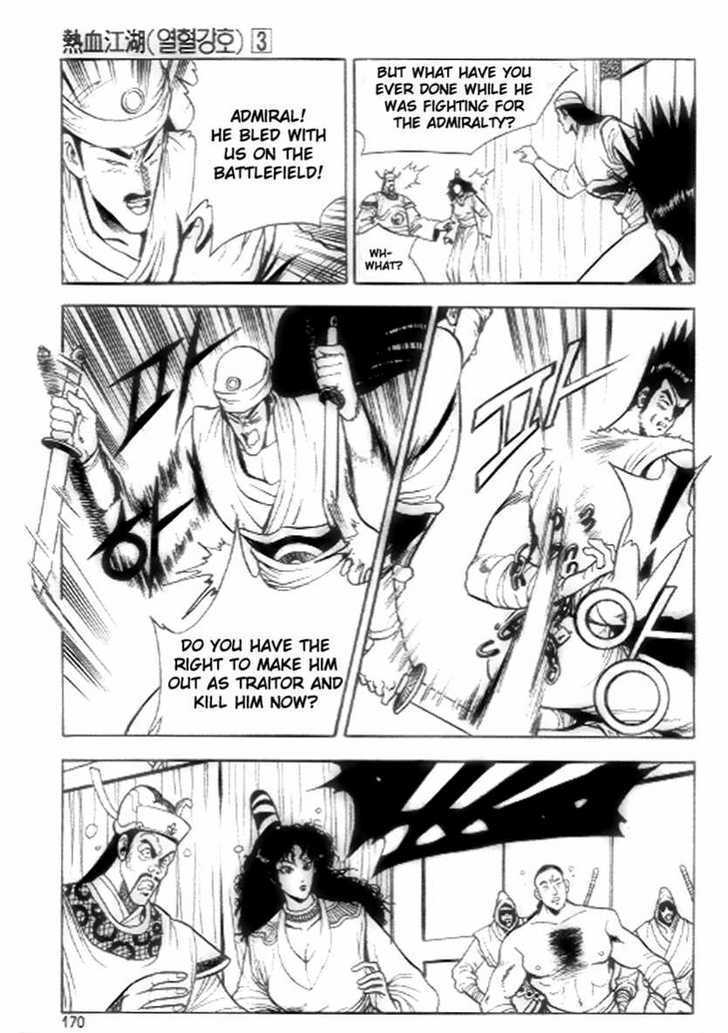 熱血江湖(열혈강호) 3
ADMIRAL!
HE BLED WITH
US ON THE
BATTLEFIELD!
BUT WHAT HAVE YOU
EVER DONE WHILE HE
WAS FIGHTING FOR
THE ADMIRALTY?
WH-
WHAT?
파
하
DO YOU HAVE THE
RIGHT TO MAKE HIM
OUT AS TRAITOR AND
KILL HIM NOW?
파
170